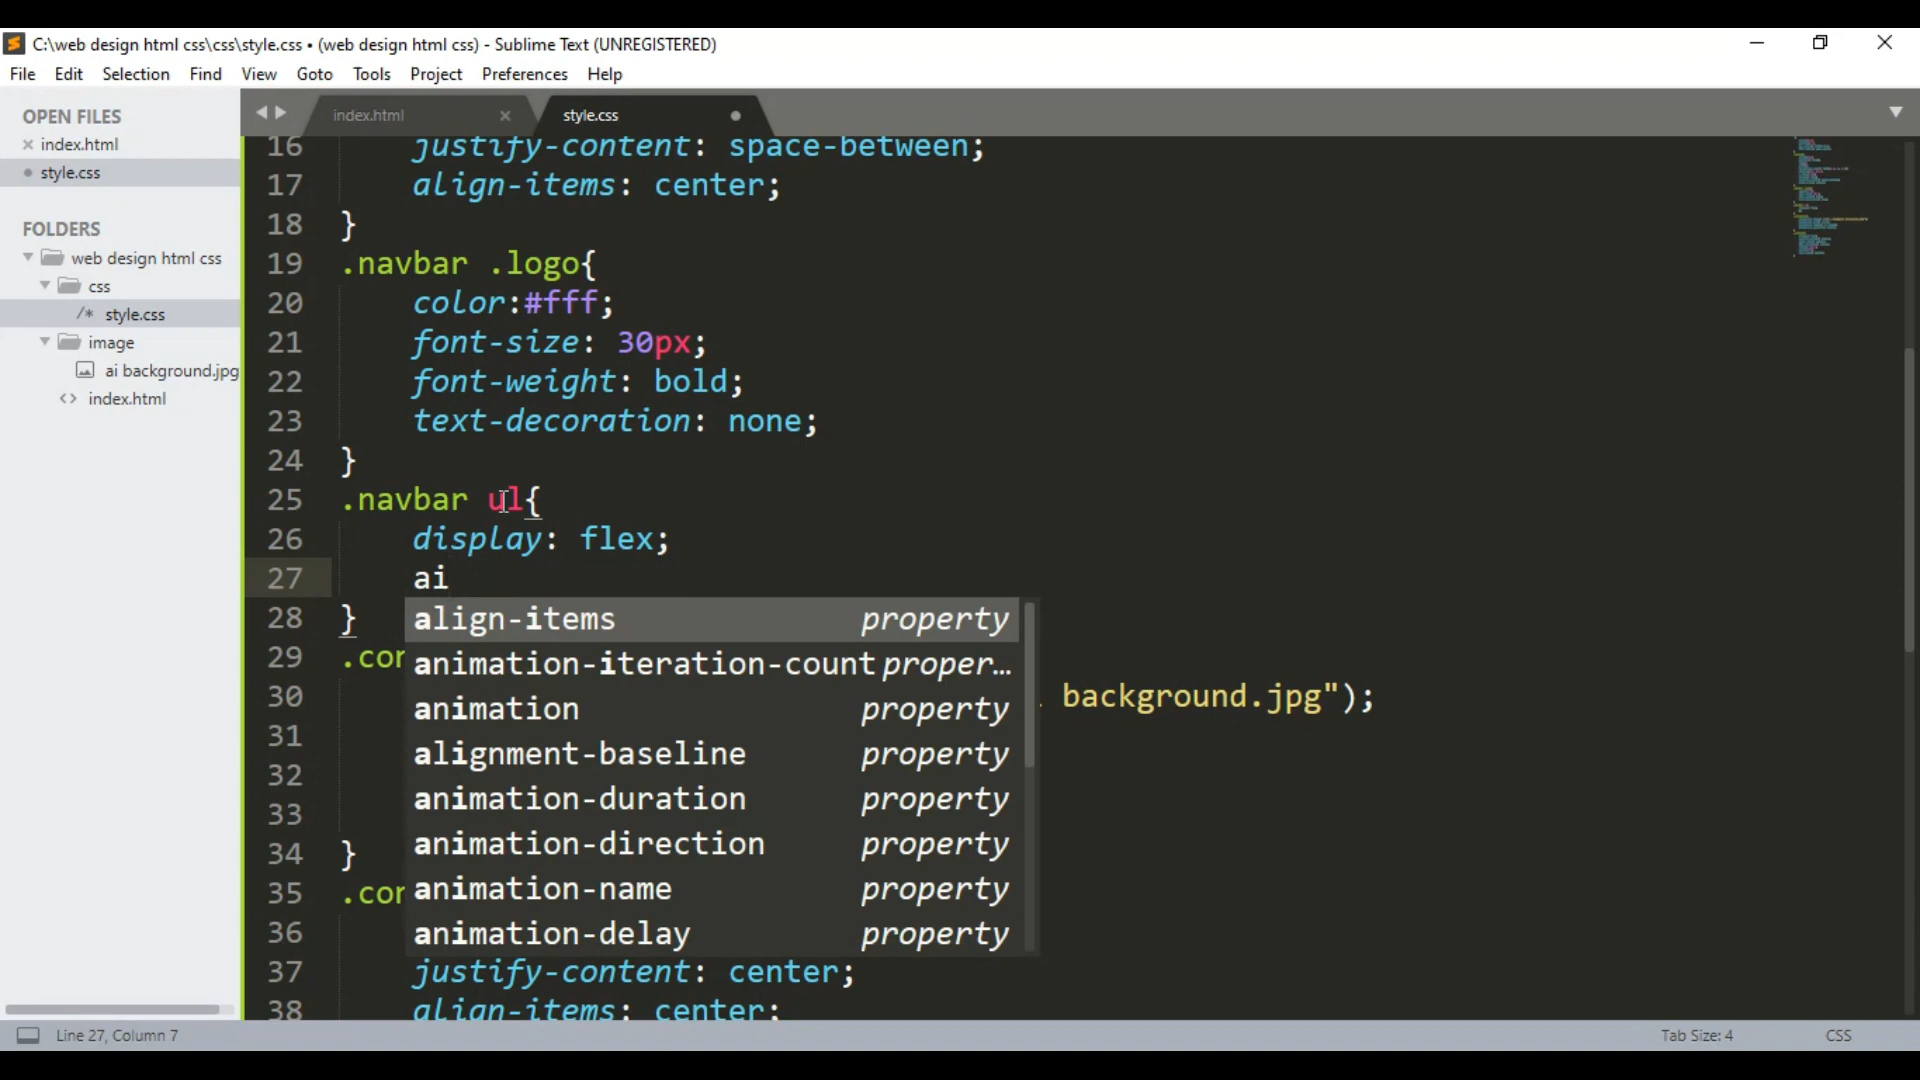 C:\web design html css\css\style.css • (web design html css) - Sublime Text (UNREGISTERED)
File Edit Selection Find View Goto Tools Project Preferences Help
OPEN FILES
index.html
style.css
FOLDERS
web design html css
css
/* style.css
image
ai background.jpg
<> index.html
index.html style.css
16 justify-content: space-between;
17 align-items: center;
18 }
19 .navbar .logo{
20 color:#fff;
21 font-size: 30px;
22 font-weight: bold;
23 text-decoration: none;
24 }
25 .navbar ul{
26 display: flex;
27 ai
28 }
29 .con
30 background.jpg");
31
32
33
34 }
35 .con
36
37 justify-content: center;
38 align-items: center;
align-items property
animation-iteration-count proper…
animation property
alignment-baseline property
animation-duration property
animation-direction property
animation-name property
animation-delay property
Line 27, Column 7 Tab Size: 4 CSS